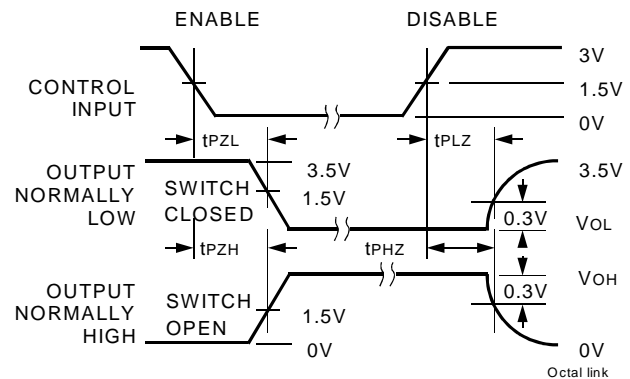 ENABLE
DISABLE
CONTROL
INPUT
3V
1.5V
0V
tPZL
tPLZ
OUTPUT
NORMALLY
LOW
SWITCH
CLOSED
3.5V
1.5V
3.5V
0.3V
VOL
tPZH
tPHZ
OUTPUT
NORMALLY
HIGH
SWITCH
OPEN
1.5V
0V
0.3V
VOH
0V
Octal link